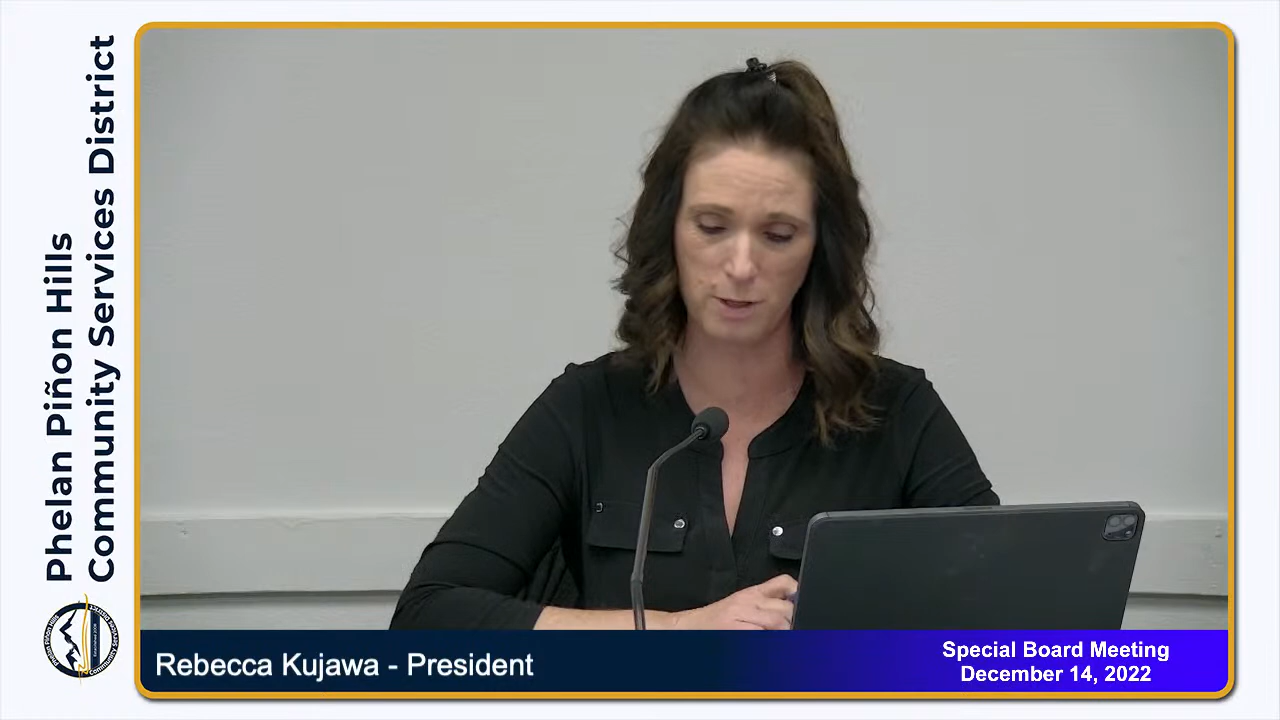 Phelan Piñon Hills
Community Services District
Rebecca Kujawa - President
Special Board Meeting
December 14, 2022